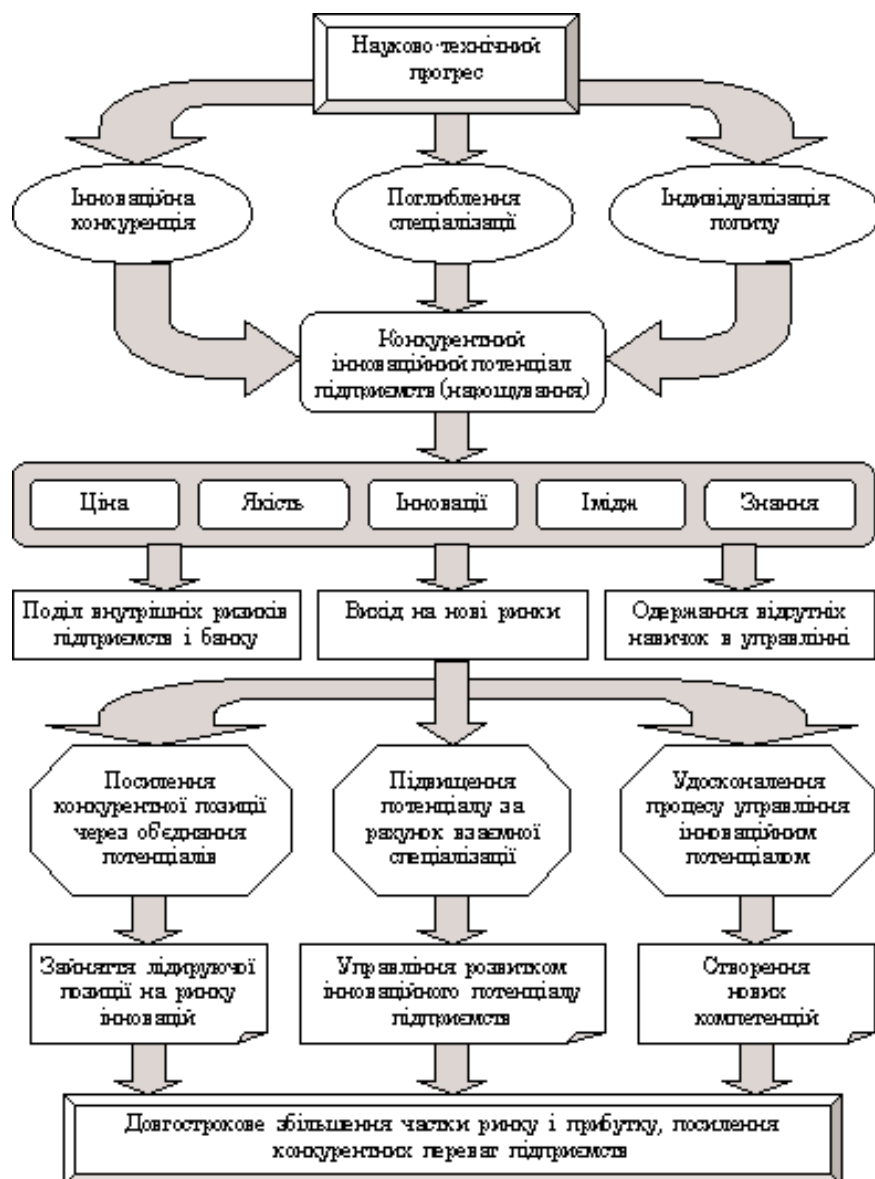 Науково-технічний
прогрес
Інноваційна
конкуренція
Поглиблення
спеціалізації
Індивідуалізація
попиту
Конкурентний
інноваційний потенціал
підприємств (нарощування)
Ціна
Якість
Інновації
Імідж
Знання
Поділ внутрішніх ризиків
підприємств і банку
Вихід на нові ринки
Одержання відсутніх
навичок в управлінні
Посилення
конкурентної позиції
через об'єднання
потенціалів
Підвищення
потенціалу за
рахунок взаємної
спеціалізації
Удосконалення
процесу управління
інноваційним
потенціалом
Зайняття лідируючої
позиції на ринку
інновацій
Управління розвитком
інноваційного потенціалу
підприємств
Створення
нових
компетенцій
Довгострокове збільшення частки ринку і прибутку, посилення
конкурентних переваг підприємств